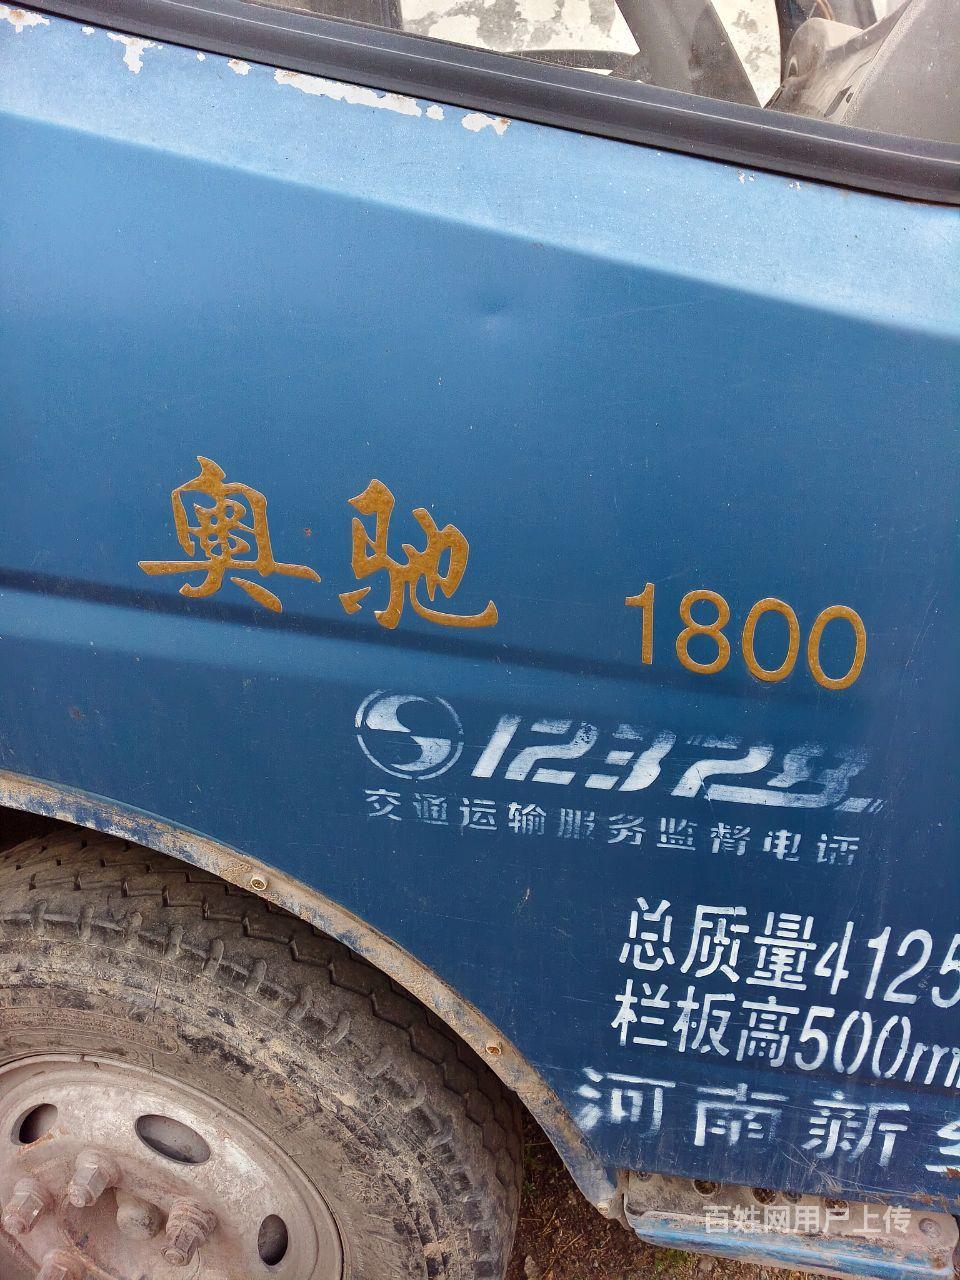 奥驰 1800
12328
交通运输服务监督电话
总质量4125
栏板高500m
河南新
百姓网用户上传